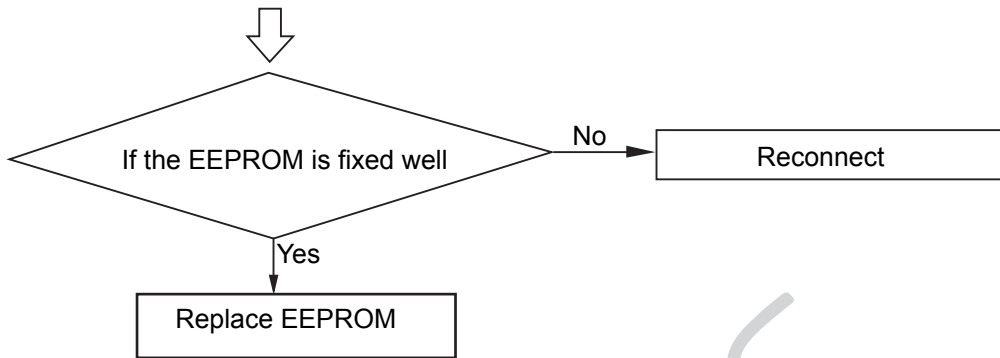 If the EEPROM is fixed well
No
Reconnect
Yes
Replace EEPROM